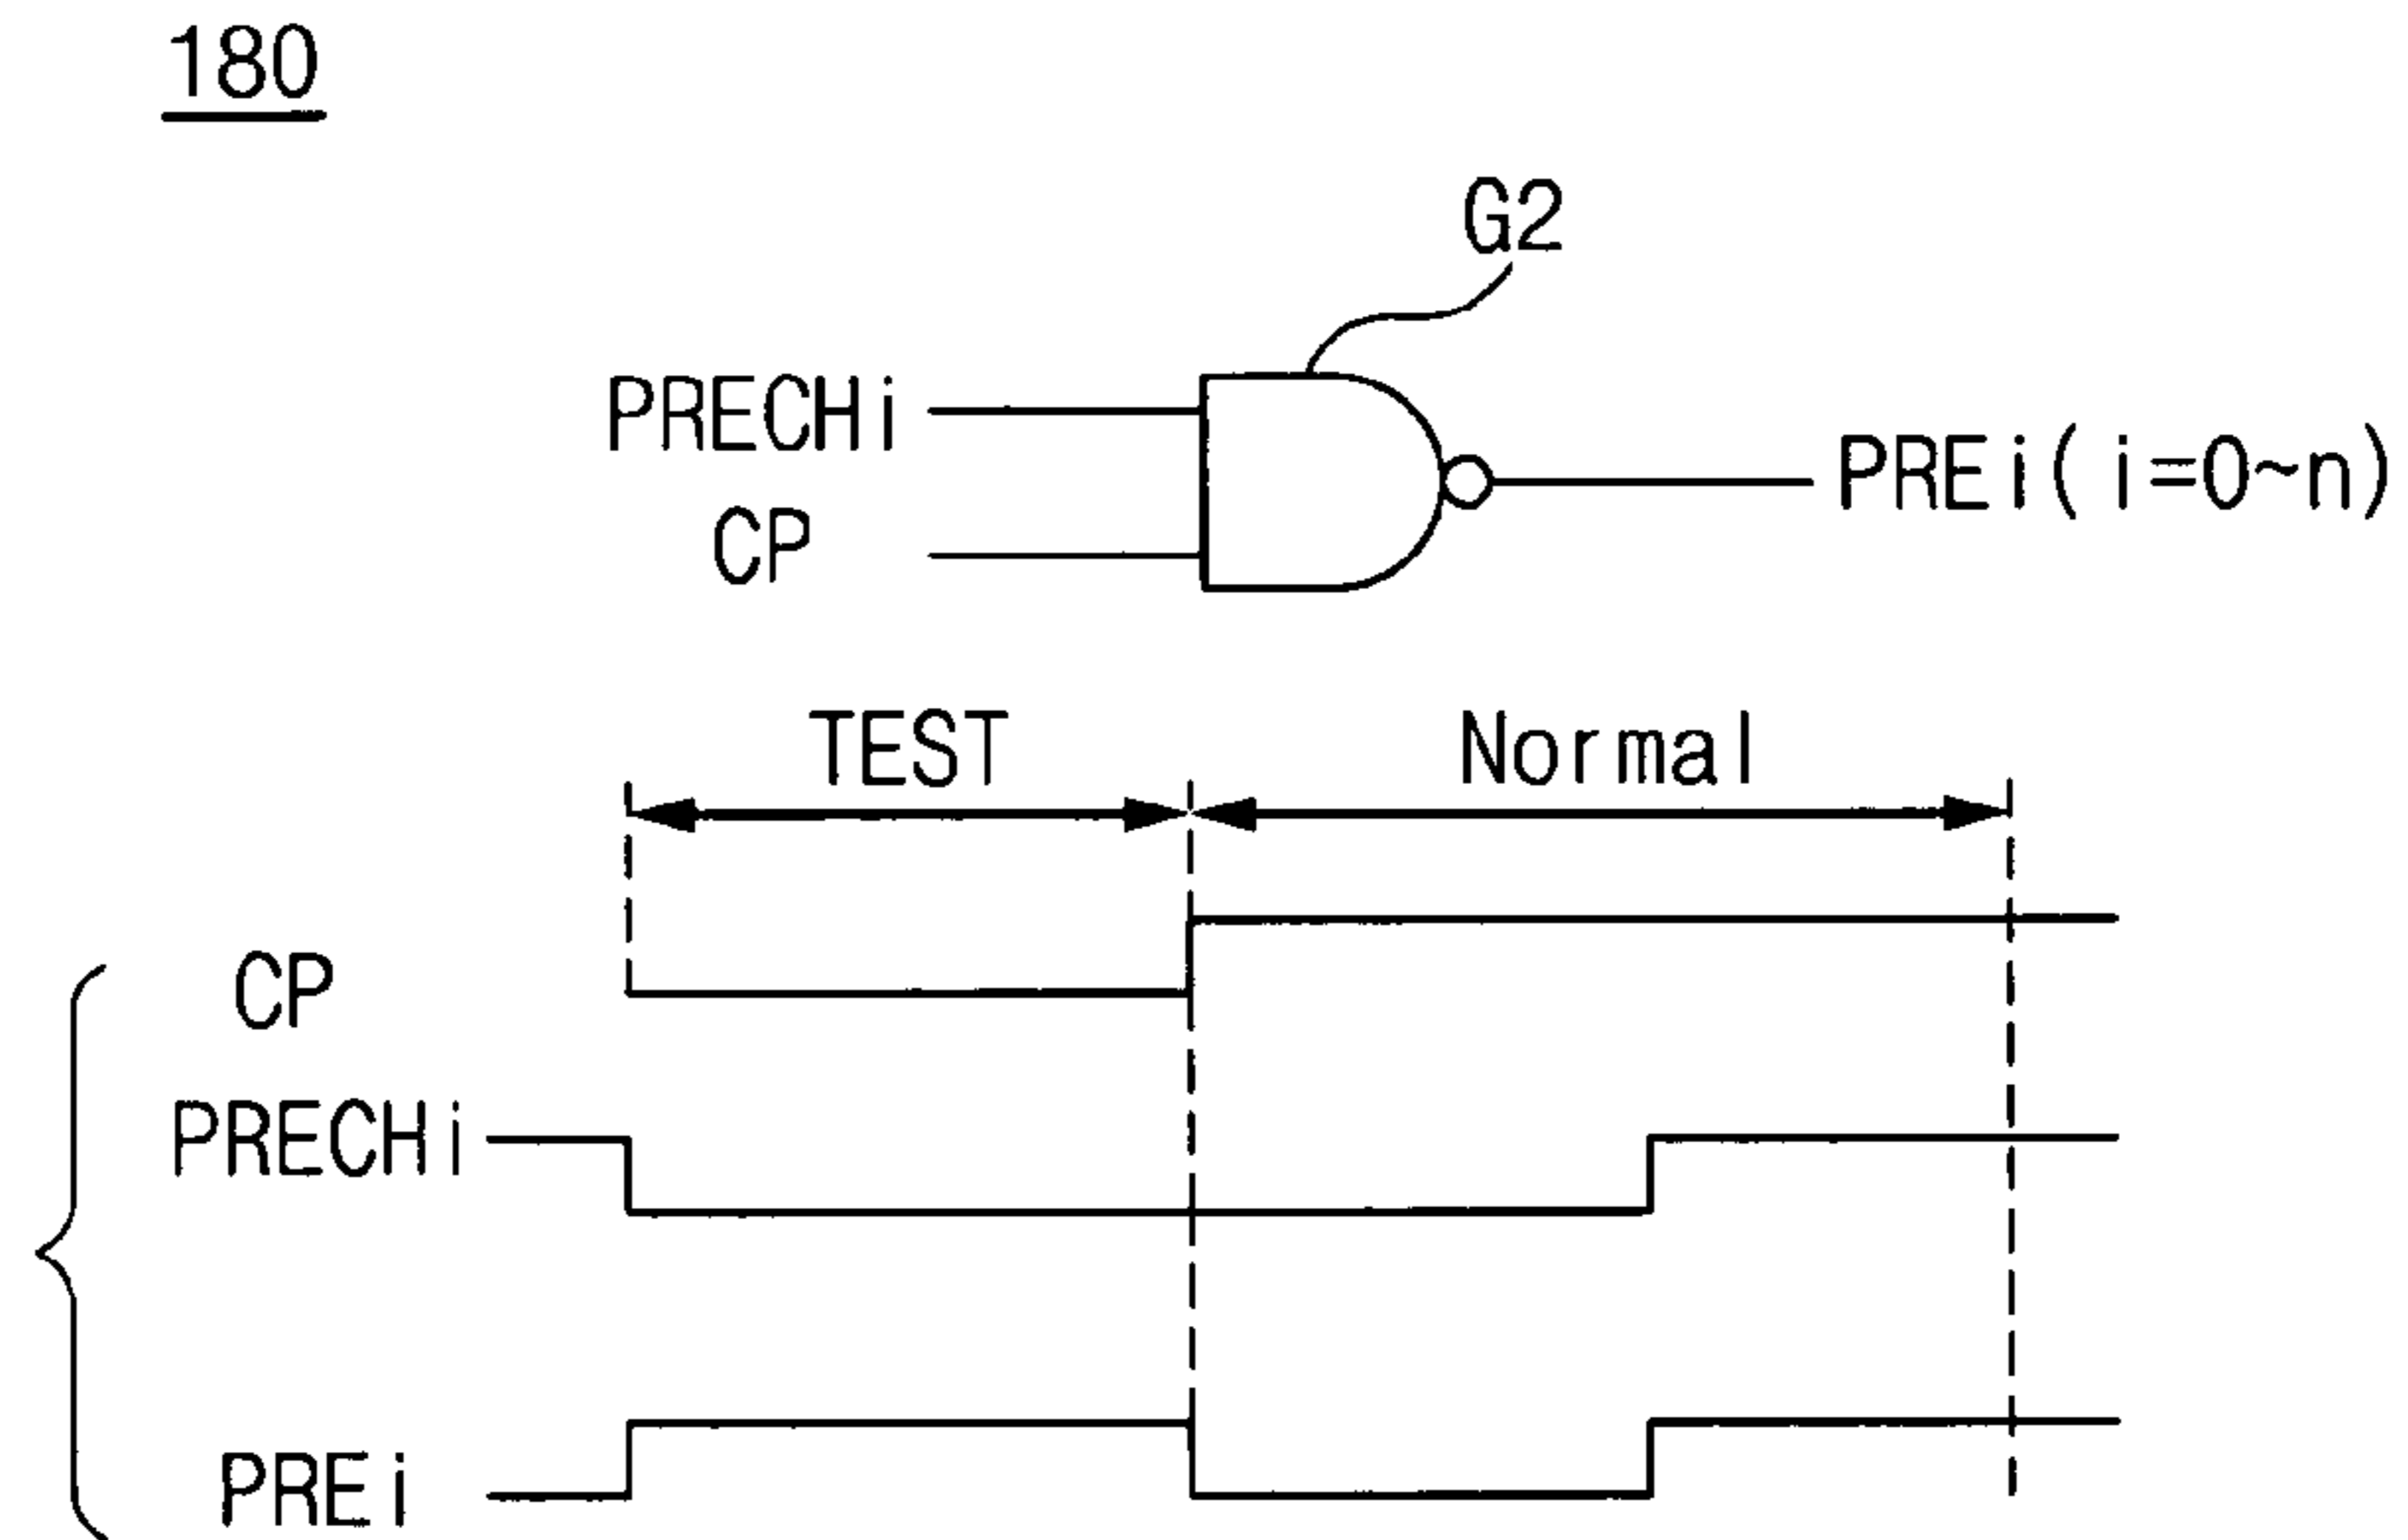 180
G2
PRECHi
CP
PREi(i=0~n)
TEST
Normal
CP
PRECHi
PREi